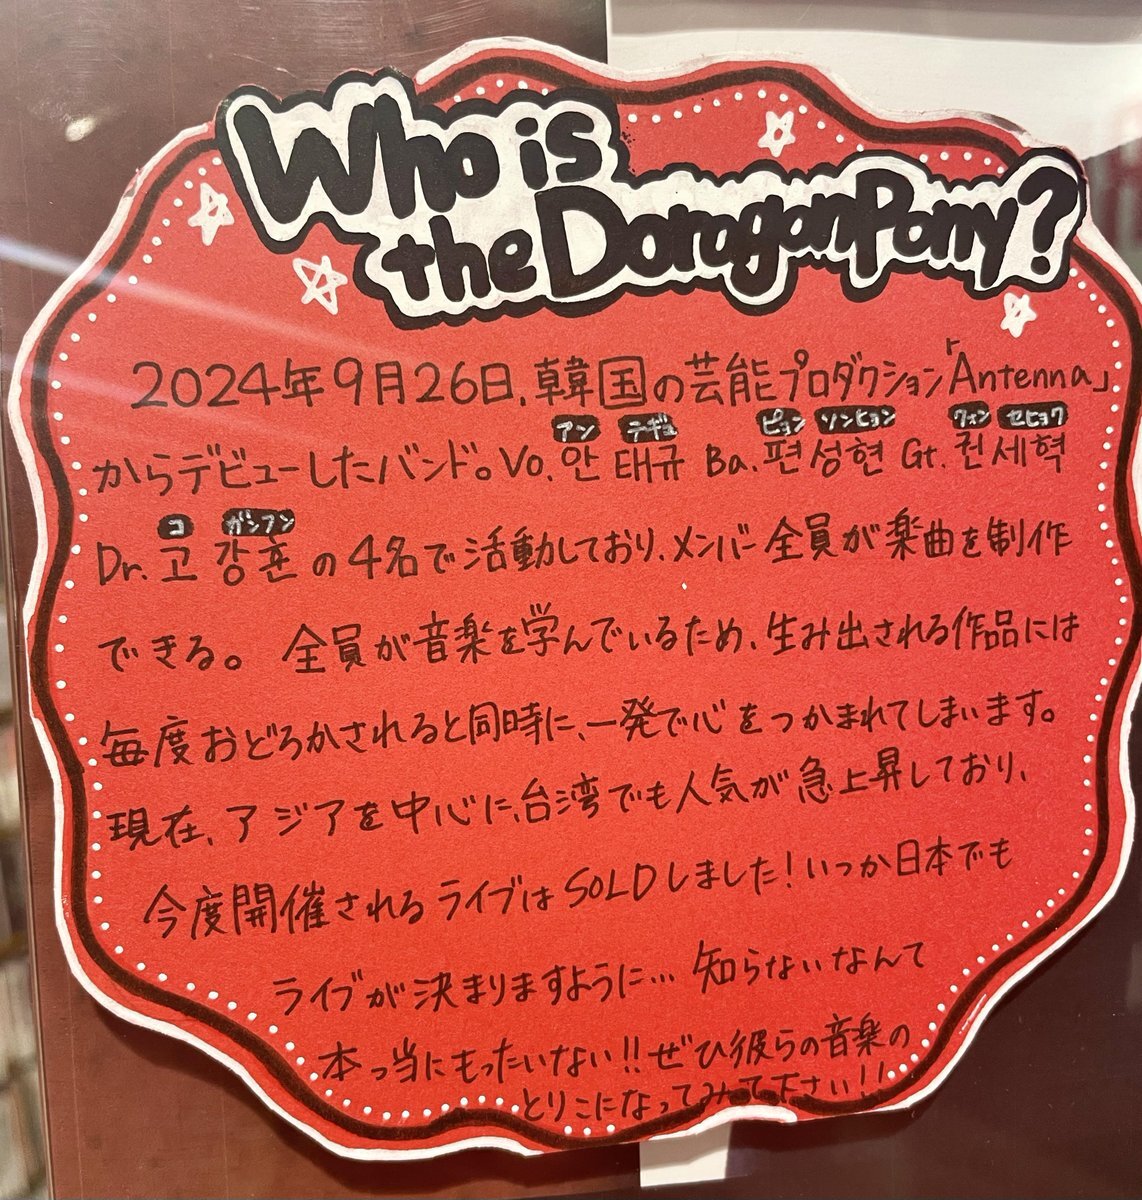 Who is
the DoragonPony?
2024年9月26日、韓国の芸能プロダクション「Antenna」
アン テギュ ピョン ソンヒョン クォン セヒョク
からデビューしたバンド。Vo.안태규 Ba.편성현 Gt.권세혁
コ ガンフン
Dr.고강훈の4名で活動しており、メンバー全員が楽曲を制作
できる。全員が音楽を学んでいるため、生み出される作品には
毎度おどろかされると同時に、一発で心をつかまれてしまいます。
現在、アジアを中心に、台湾でも人気が急上昇しており、
今度開催されるライブはSOLDしました!いつか日本でも
ライブが決まりますように… 知らないなんて
本っ当にもったいない!!ぜひ彼らの音楽の
とりこになってみて下さい!!